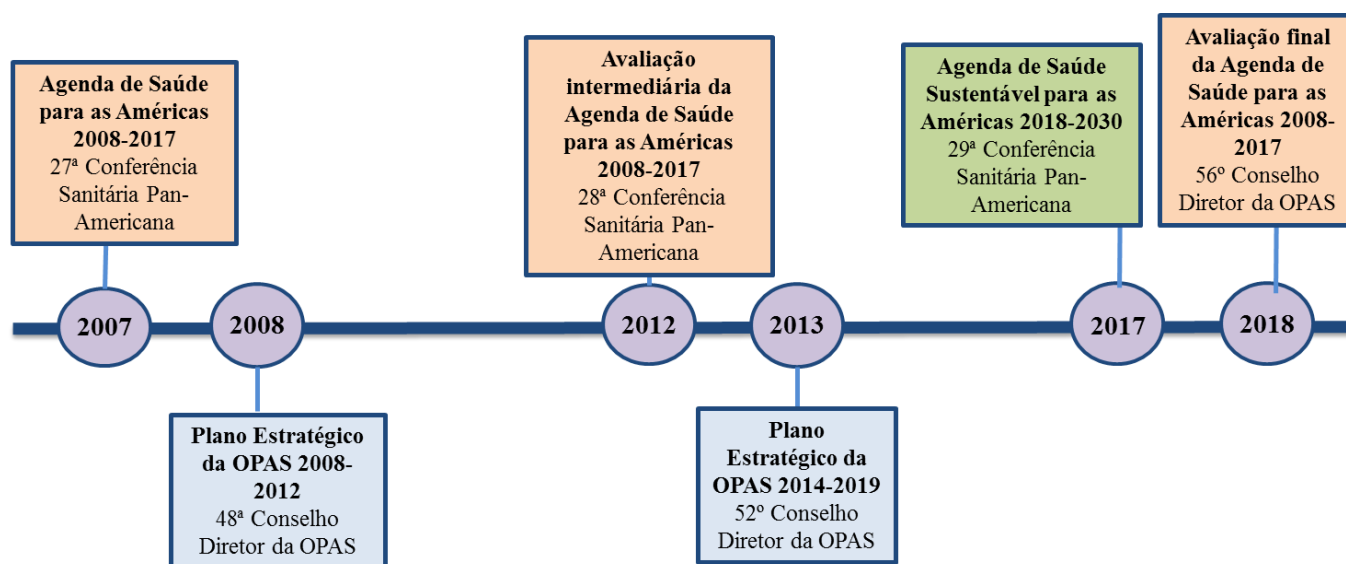 Agenda de Saúde
para as Américas
2008-2017
27ª Conferência
Sanitária Pan-
Americana
Avaliação
intermediária da
Agenda de Saúde
para as Américas
2008-2017
28ª Conferência
Sanitária Pan-
Americana
Agenda de Saúde
Sustentável para as
Américas 2018-2030
29ª Conferência
Sanitária Pan-
Americana
Avaliação final
da Agenda de
Saúde para as
Américas 2008-
2017
56º Conselho
Diretor da OPAS
2007
2008
2012
2013
2017
2018
Plano Estratégico
da OPAS 2008-
2012
48ª Conselho
Diretor da OPAS
Plano
Estratégico da
OPAS 2014-2019
52º Conselho
Diretor da OPAS